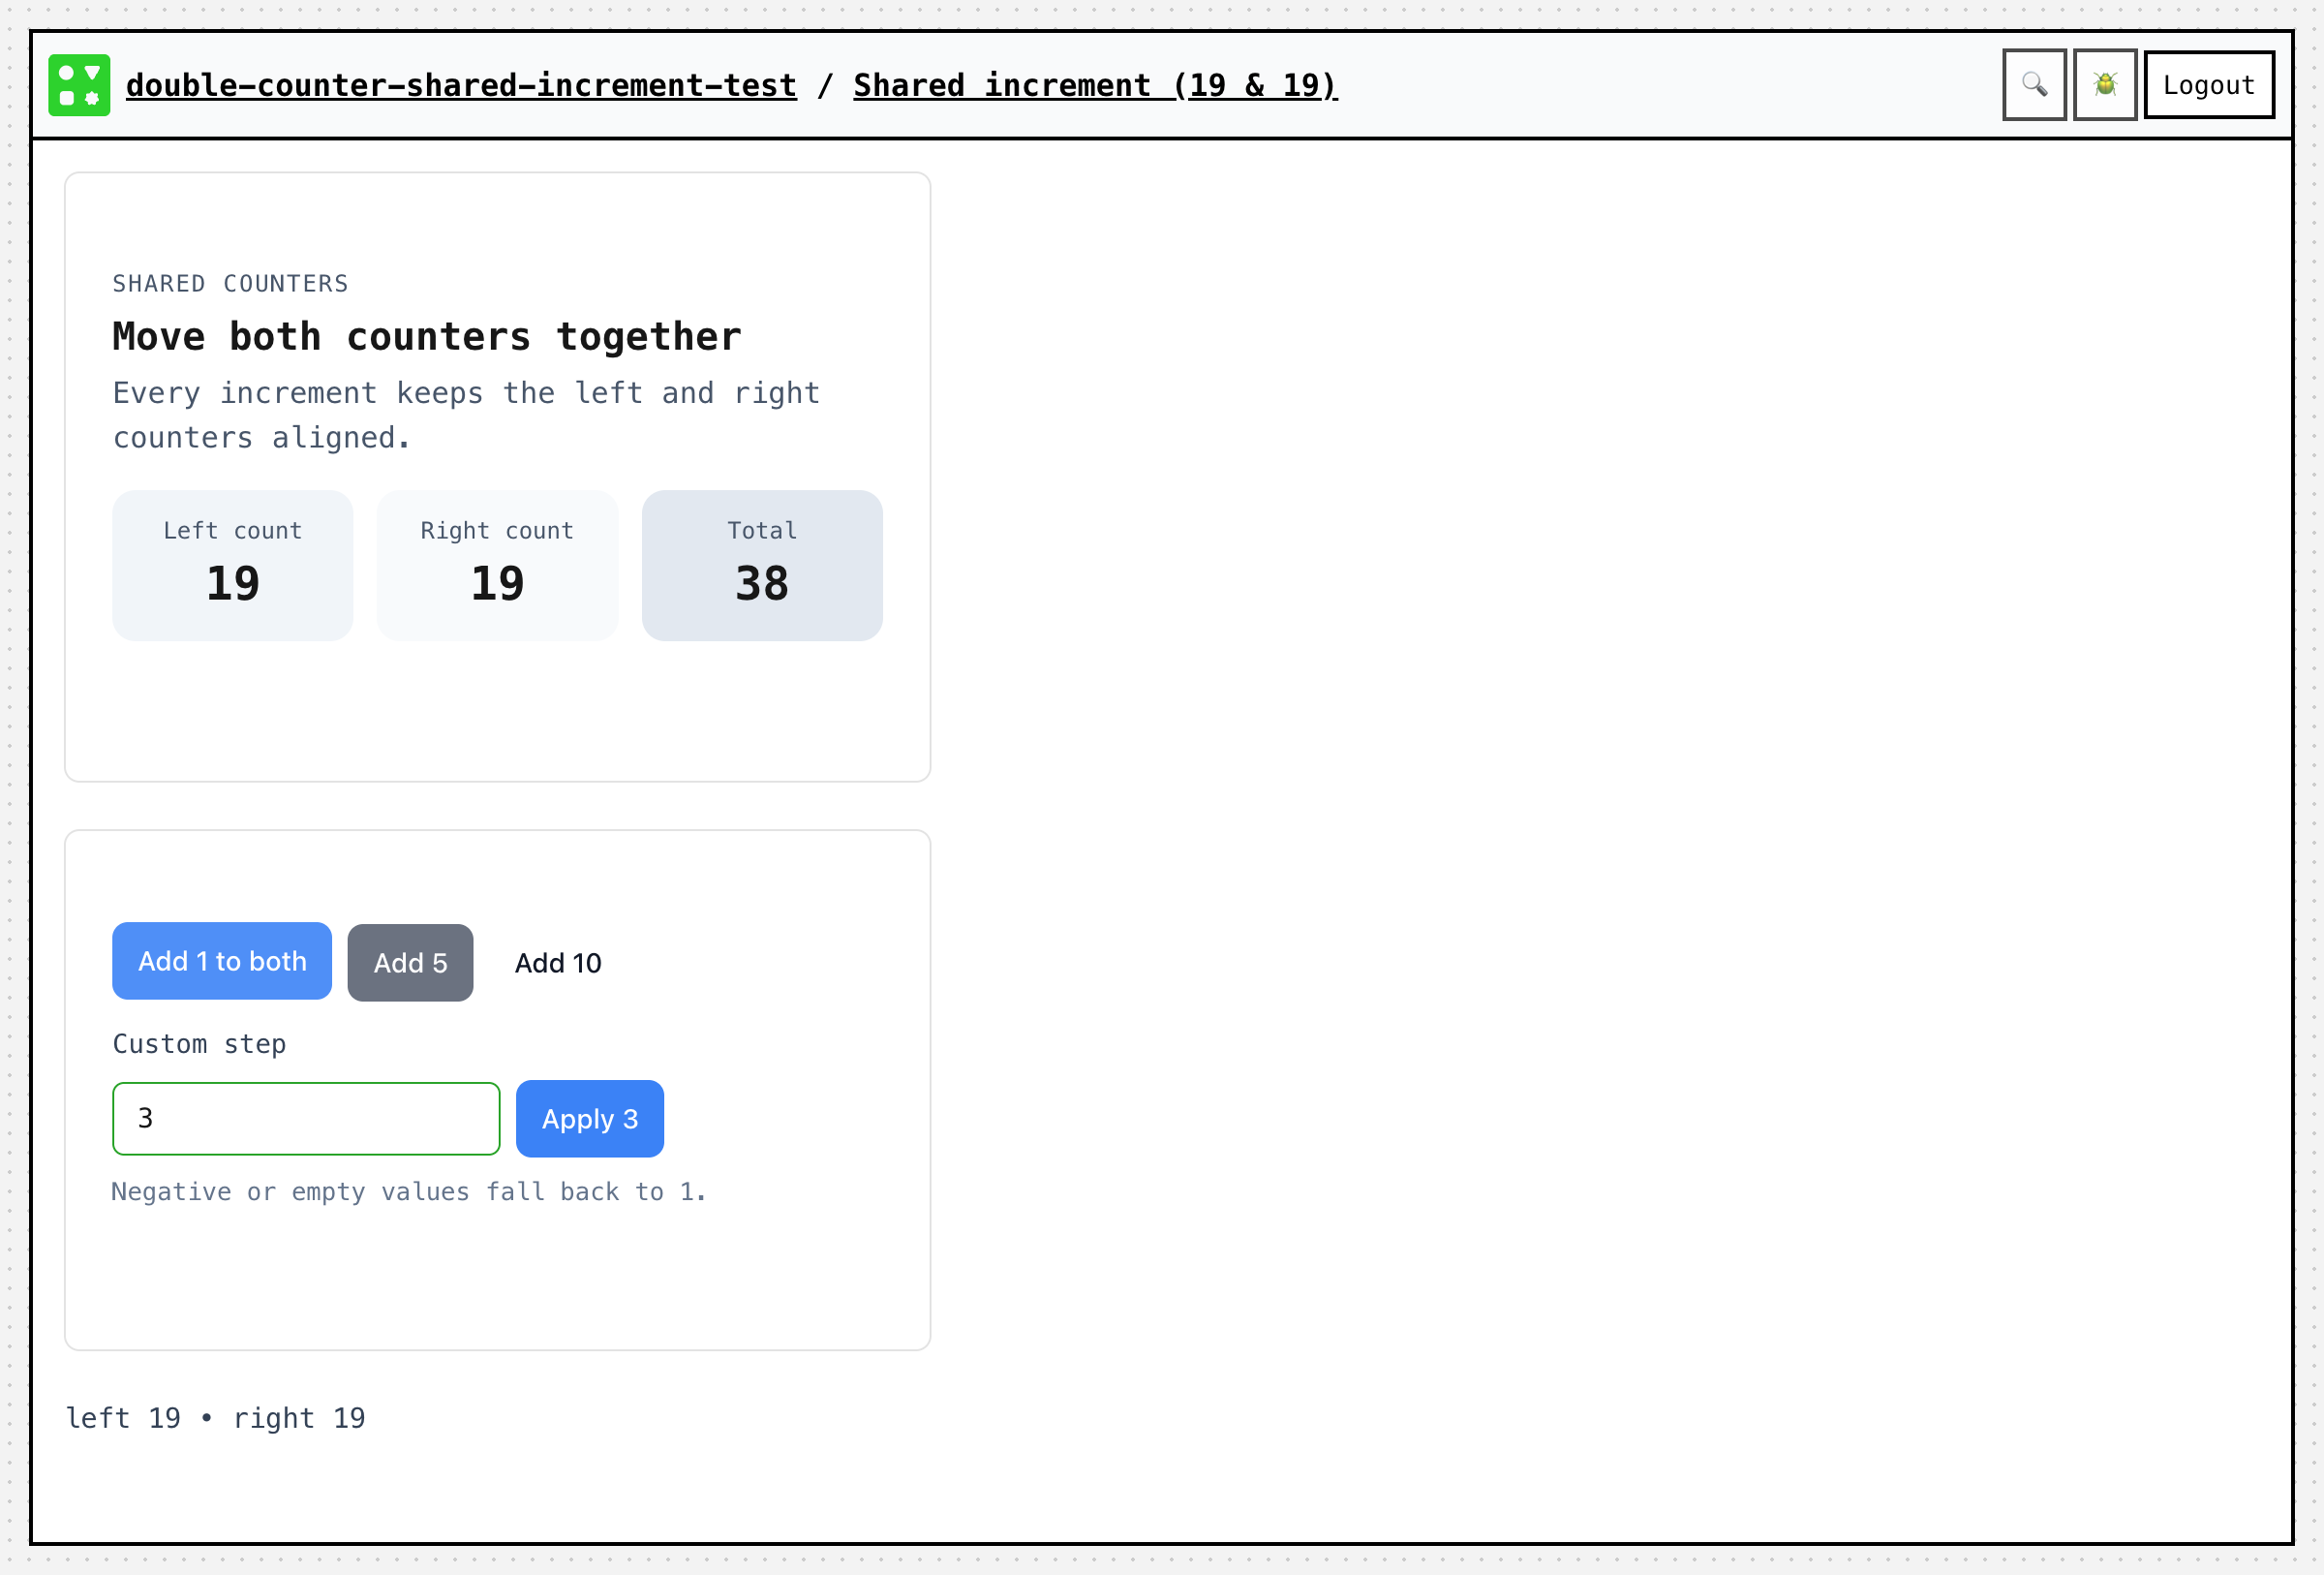 double-counter-shared-increment-test / Shared increment (19 & 19)
Logout
SHARED COUNTERS
Move both counters together
Every increment keeps the left and right
counters aligned.
Left count
19
Right count
19
Total
38
Add 1 to both
Add 5
Add 10
Custom step
3
Apply 3
Negative or empty values fall back to 1.
left 19 • right 19